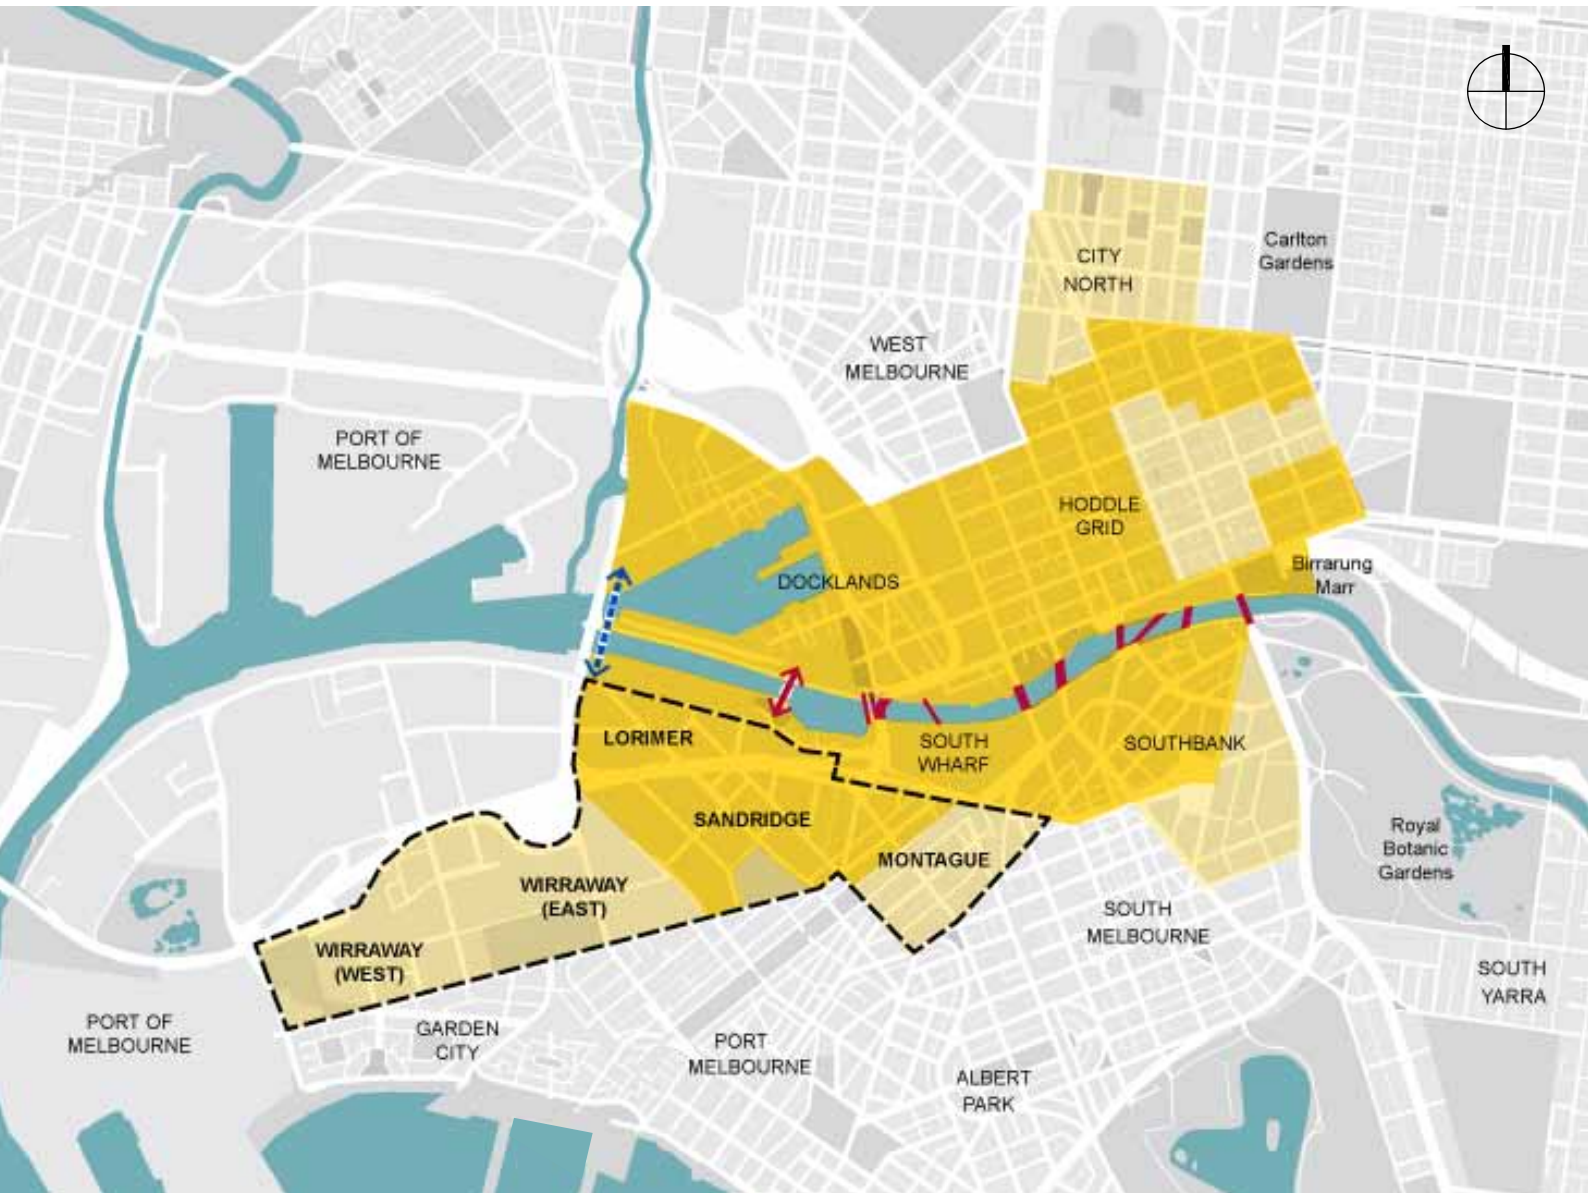 CITY
NORTH
Carlton
Gardens
WEST
MELBOURNE
PORT OF
MELBOURNE
HODDLE
GRID
DOCKLANDS
Birrarung
Marr
LORIMER
SOUTH
WHARF
SOUTHBANK
SANDRIDGE
MONTAGUE
Royal
Botanic
Gardens
WIRRAWAY
(EAST)
WIRRAWAY
(WEST)
SOUTH
MELBOURNE
SOUTH
YARRA
PORT OF
MELBOURNE
GARDEN
CITY
PORT
MELBOURNE
ALBERT
PARK